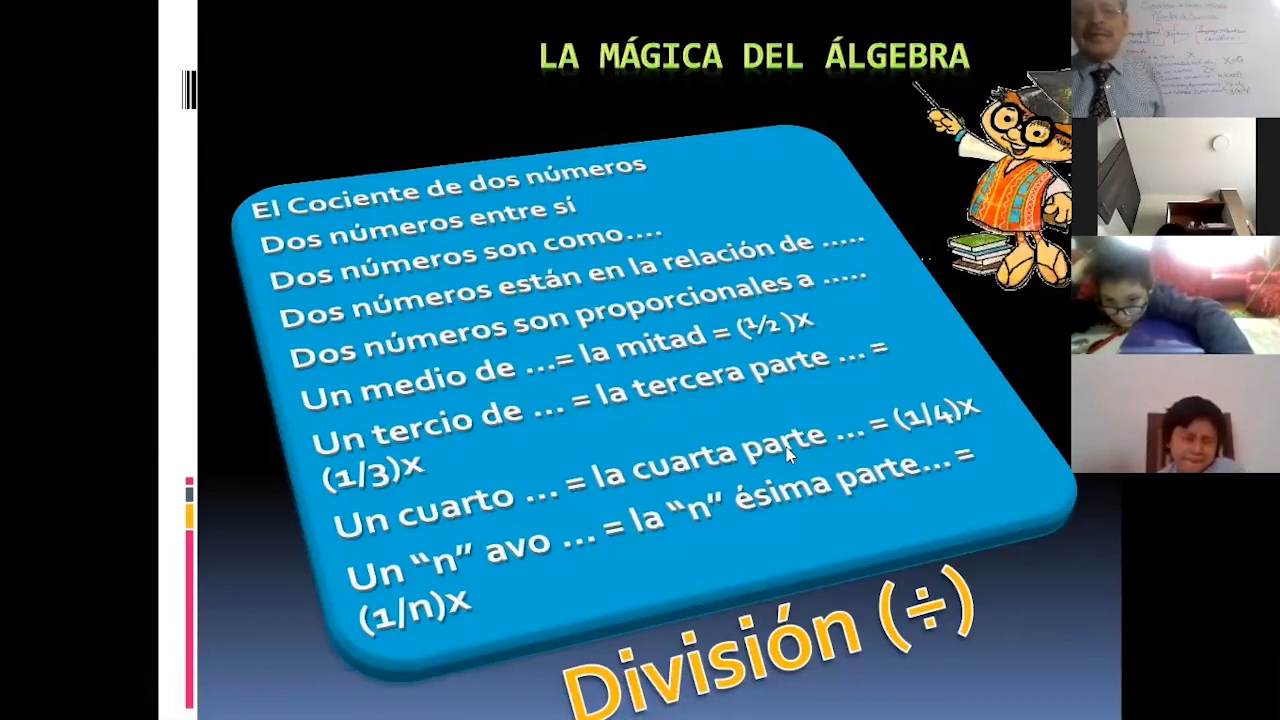 LA MÁGICA DEL ÁLGEBRA
El Cociente de dos números
Dos números entre sí
Dos números son como....
Dos números están en la relación de .....
Dos números son proporcionales a .....
Un medio de ...= la mitad = (½ )x
Un tercio de ... = la tercera parte ... =
(1/3)x
Un cuarto ... = la cuarta parte ... = (1/4)x
Un “n” avo ... = la “n” ésima parte... =
(1/n)x
División (÷)